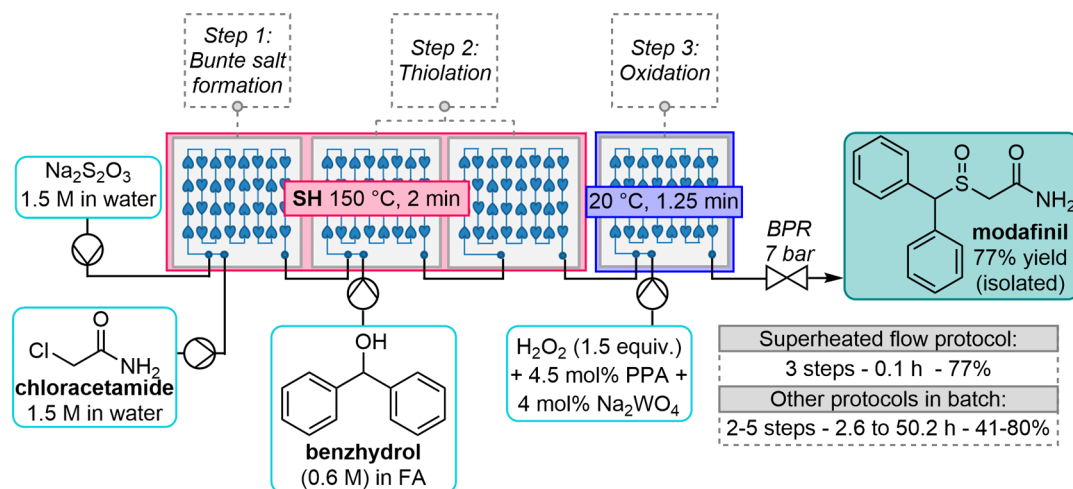 Step 1:
Bunte salt
formation
Step 2:
Thiolation
Step 3:
Oxidation
Na₂S₂O₃
1.5 M in water
SH 150 °C, 2 min
20 °C, 1.25 min
BPR
7 bar
O
O
S
NH₂
modafinil
77% yield
(isolated)
O
Cl
NH₂
chloracetamide
1.5 M in water
OH
benzhydrol
(0.6 M) in FA
H₂O₂ (1.5 equiv.)
+ 4.5 mol% PPA +
4 mol% Na₂WO₄
Superheated flow protocol:
3 steps - 0.1 h - 77%
Other protocols in batch:
2-5 steps - 2.6 to 50.2 h - 41-80%